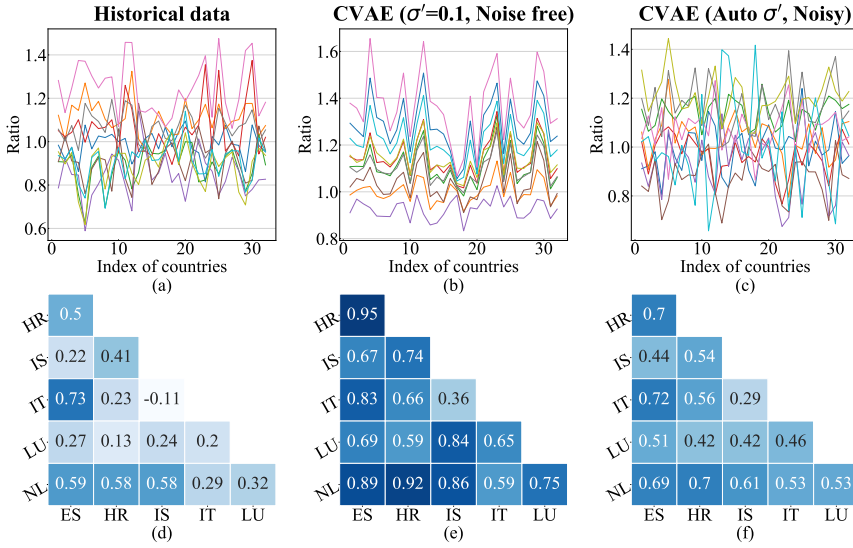 Historical data
CVAE (σ′=0.1, Noise free)
CVAE (Auto σ′, Noisy)
Ratio
1.4
1.2
1.0
0.8
0.6
0
10
20
30
Index of countries
(a)
Ratio
1.6
1.4
1.2
1.0
0.8
0
10
20
30
Index of countries
(b)
Ratio
1.4
1.2
1.0
0.8
0
10
20
30
Index of countries
(c)
HR 0.5
IS 0.22 0.41
IT 0.73 0.23 -0.11
LU 0.27 0.13 0.24 0.2
NL 0.59 0.58 0.58 0.29 0.32
ES HR IS IT LU
(d)
HR 0.95
IS 0.67 0.74
IT 0.83 0.66 0.36
LU 0.69 0.59 0.84 0.65
NL 0.89 0.92 0.86 0.59 0.75
ES HR IS IT LU
(e)
HR 0.7
IS 0.44 0.54
IT 0.72 0.56 0.29
LU 0.51 0.42 0.42 0.46
NL 0.69 0.7 0.61 0.53 0.53
ES HR IS IT LU
(f)